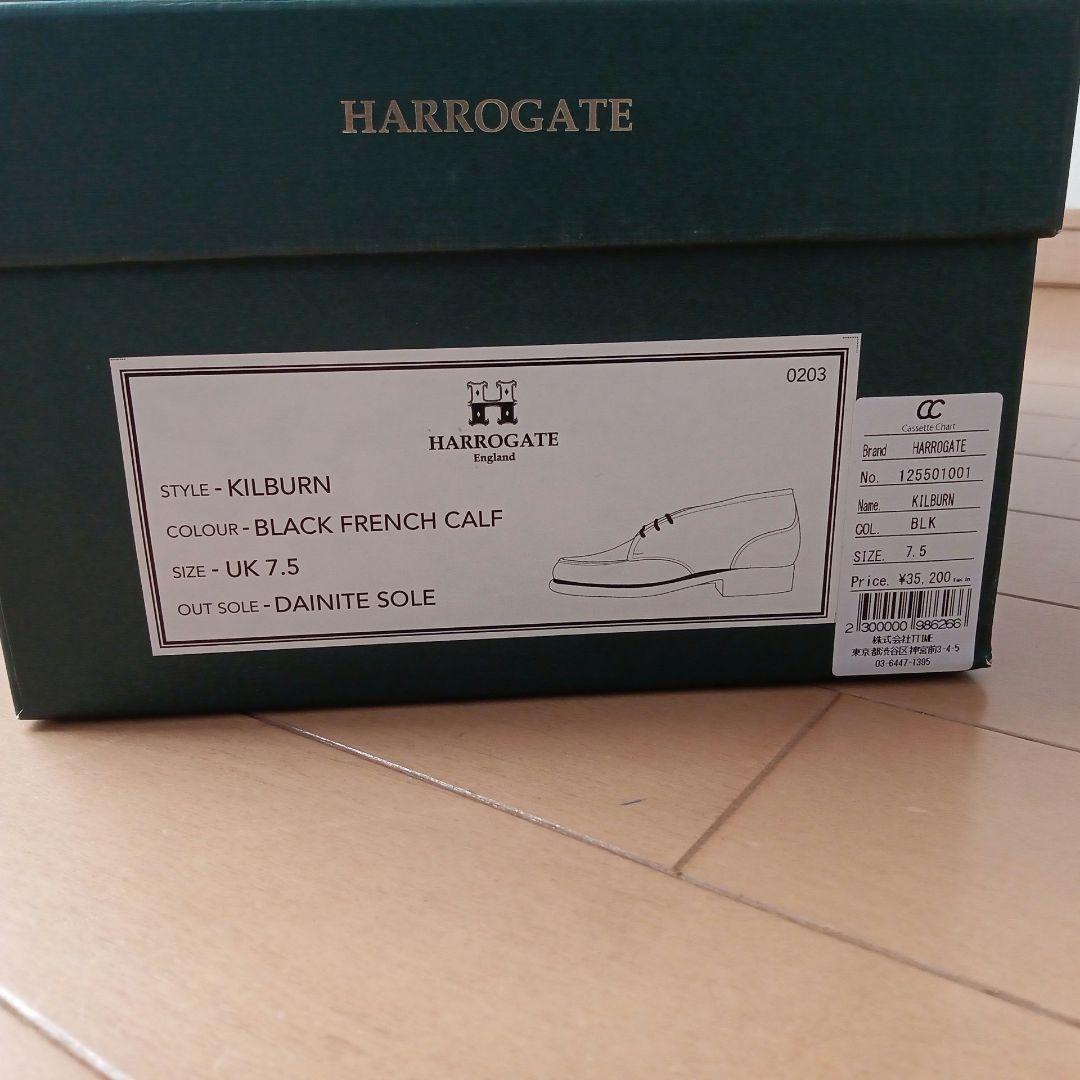 HARROGATE
0203
HARROGATE
England
STYLE - KILBURN
COLOUR - BLACK FRENCH CALF
SIZE - UK 7.5
OUT SOLE - DAINITE SOLE
CC
Cassette Chart
Brand HARROGATE
No. 125501001
Name. KILBURN
COL. BLK
SIZE. 7.5
Price. ¥35,200 tax in
2 300000 986266
株式会社TTIME
東京都渋谷区神宮前3-4-5
03-6447-1395